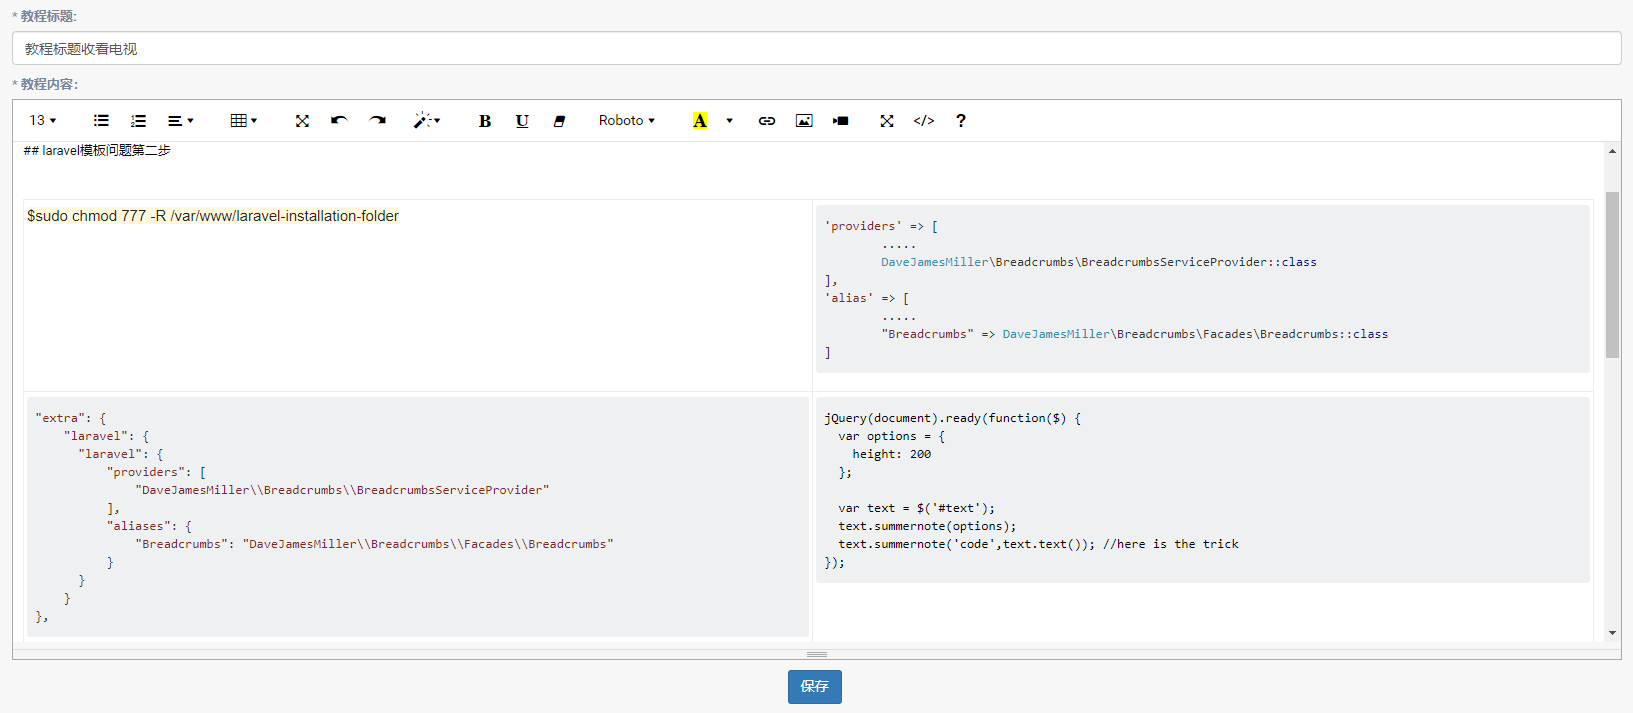 * 教程标题:
教程标题收看电视
* 教程内容:
13 B U Roboto A </> ?
## laravel模板问题第二步
$sudo chmod 777 -R /var/www/laravel-installation-folder
'providers' => [
.....
DaveJamesMiller\Breadcrumbs\BreadcrumbsServiceProvider::class
],
'alias' => [
.....
"Breadcrumbs" => DaveJamesMiller\Breadcrumbs\Facades\Breadcrumbs::class
]
"extra": {
"laravel": {
"laravel": {
"providers": [
"DaveJamesMiller\\Breadcrumbs\\BreadcrumbsServiceProvider"
],
"aliases": {
"Breadcrumbs": "DaveJamesMiller\\Breadcrumbs\\Facades\\Breadcrumbs"
}
}
}
},
jQuery(document).ready(function($) {
var options = {
height: 200
};
var text = $('#text');
text.summernote(options);
text.summernote('code',text.text()); //here is the trick
});
保存